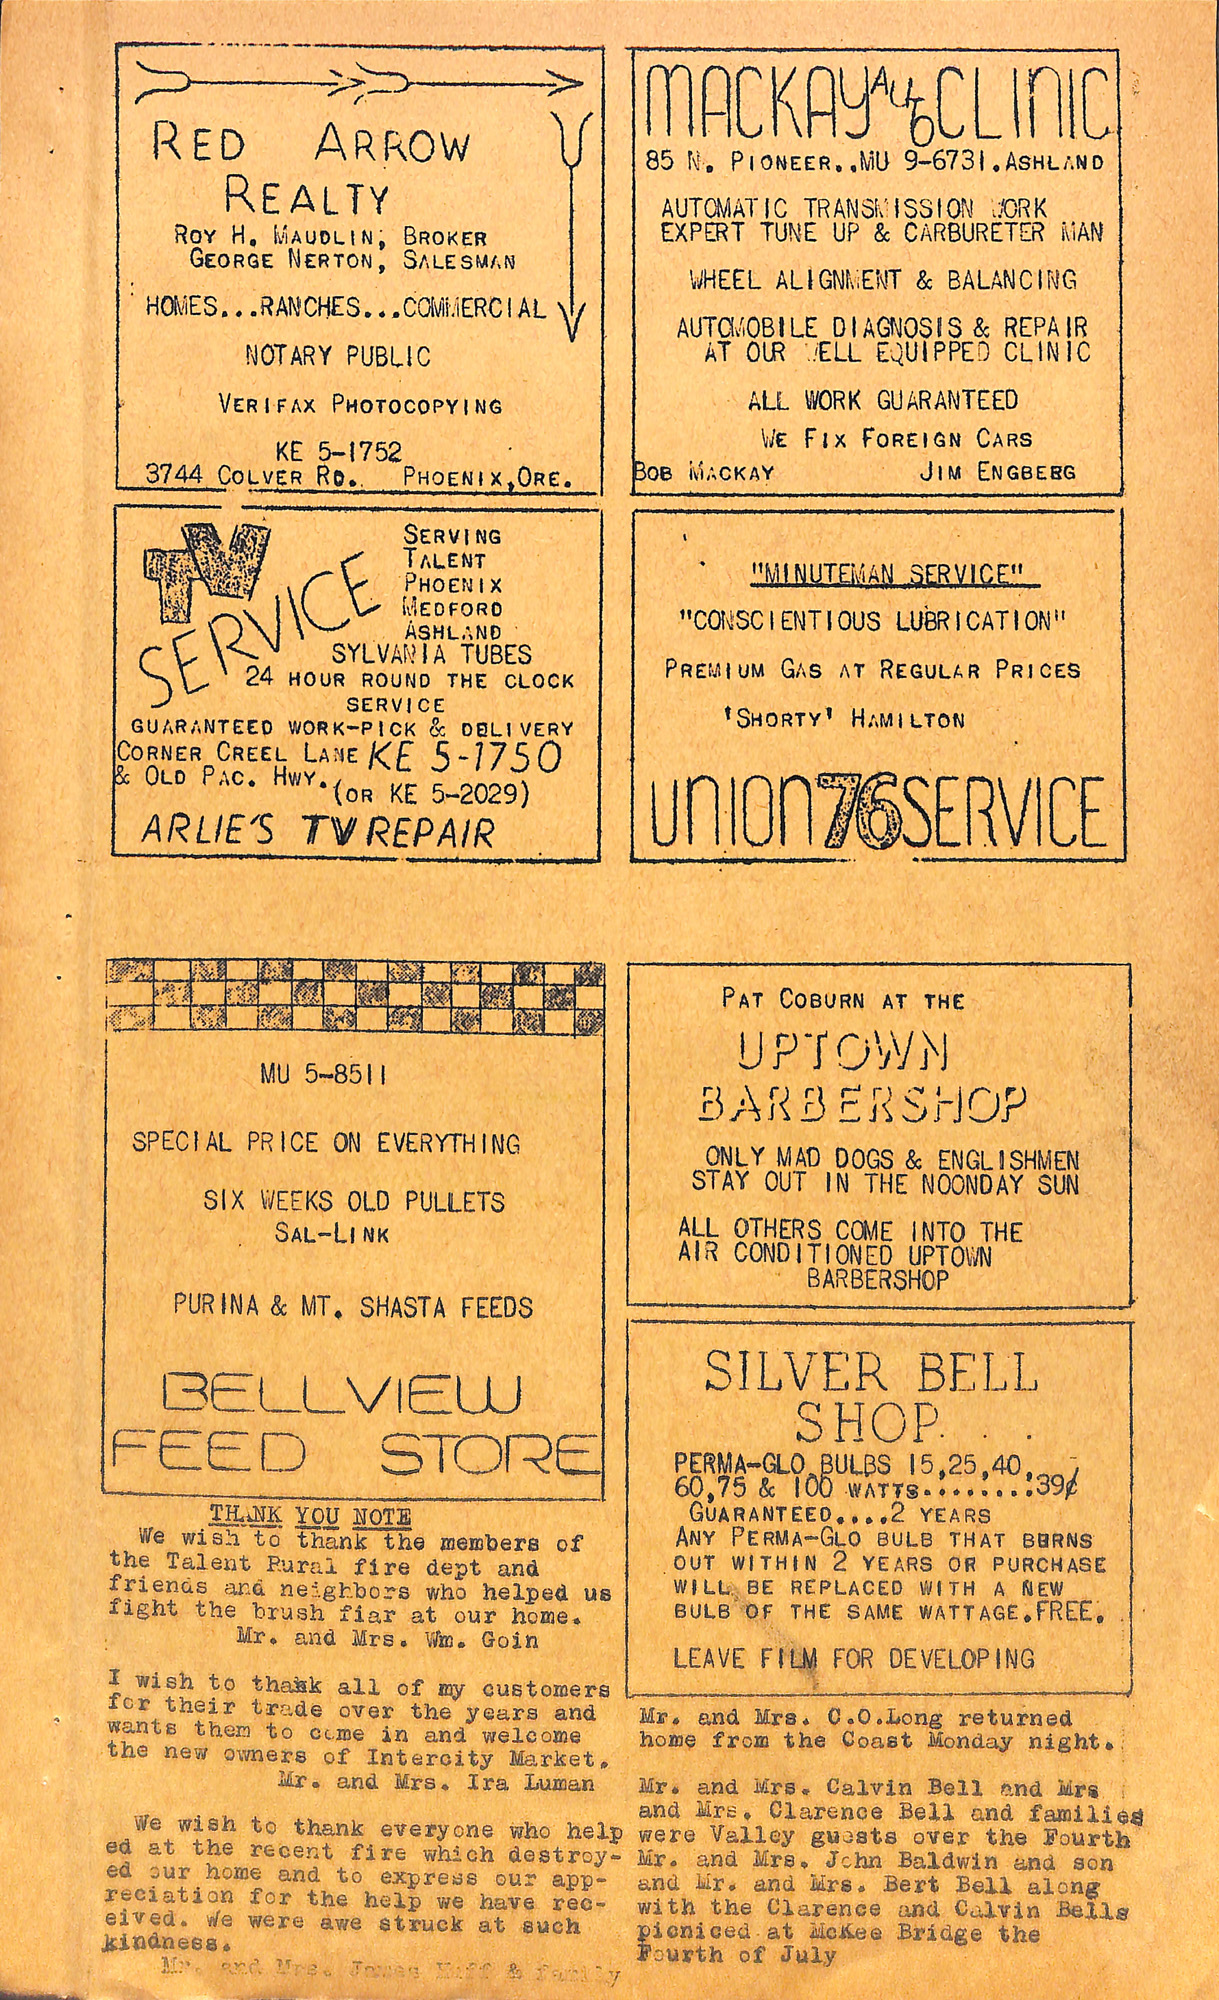 RED ARROW
REALTY
ROY H. MAUDLIN, BROKER
GEORGE NERTON, SALESMAN
HOMES...RANCHES...COMMERCIAL
NOTARY PUBLIC
VERIFAX PHOTOCOPYING
KE 5-1752
3744 COLVER RD. PHOENIX, ORE.
MACKAY AUTO CLINIC
85 N. PIONEER..MU 9-6731.ASHLAND
AUTOMATIC TRANSMISSION WORK
EXPERT TUNE UP & CARBURETER MAN
WHEEL ALIGNMENT & BALANCING
AUTOMOBILE DIAGNOSIS & REPAIR
AT OUR WELL EQUIPPED CLINIC
ALL WORK GUARANTEED
WE FIX FOREIGN CARS
BOB MACKAY JIM ENGBERG
TV
SERVICE
SERVING
TALENT
PHOENIX
MEDFORD
ASHLAND
SYLVANIA TUBES
24 HOUR ROUND THE CLOCK
SERVICE
GUARANTEED WORK-PICK & DELIVERY
CORNER CREEL LANE KE 5-1750
& OLD PAC. HWY. (OR KE 5-2029)
ARLIE'S TV REPAIR
"MINUTEMAN SERVICE"
"CONSCIENTIOUS LUBRICATION"
PREMIUM GAS AT REGULAR PRICES
'SHORTY' HAMILTON
UNION 76 SERVICE
MU 5-8511
SPECIAL PRICE ON EVERYTHING
SIX WEEKS OLD PULLETS
SAL-LINK
PURINA & MT. SHASTA FEEDS
BELLVIEW
FEED STORE
PAT COBURN AT THE
UPTOWN
BARBERSHOP
ONLY MAD DOGS & ENGLISHMEN
STAY OUT IN THE NOONDAY SUN
ALL OTHERS COME INTO THE
AIR CONDITIONED UPTOWN
BARBERSHOP
SILVER BELL
SHOP. . .
PERMA-GLO BULBS 15,25,40,
60,75 & 100 WATTS........39¢
GUARANTEED....2 YEARS
ANY PERMA-GLO BULB THAT BURNS
OUT WITHIN 2 YEARS OR PURCHASE
WILL BE REPLACED WITH A NEW
BULB OF THE SAME WATTAGE.FREE.
LEAVE FILM FOR DEVELOPING
THANK YOU NOTE
We wish to thank the members of
the Talent Rural fire dept and
friends and neighbors who helped us
fight the brush fiar at our home.
Mr. and Mrs. Wm. Goin
I wish to thank all of my customers
for their trade over the years and
wants them to come in and welcome
the new owners of Intercity Market.
Mr. and Mrs. Ira Luman
We wish to thank everyone who help
ed at the recent fire which destroy-
ed our home and to express our app-
reciation for the help we have rec-
eived. We were awe struck at such
kindness.
Mr. and Mrs. James Huff & family
Mr. and Mrs. C.O.Long returned
home from the Coast Monday night.
Mr. and Mrs. Calvin Bell and Mrs
and Mrs. Clarence Bell and families
were Valley guests over the Fourth
Mr. and Mrs. John Baldwin and son
and Mr. and Mrs. Bert Bell along
with the Clarence and Calvin Bells
picniced at McKee Bridge the
Fourth of July